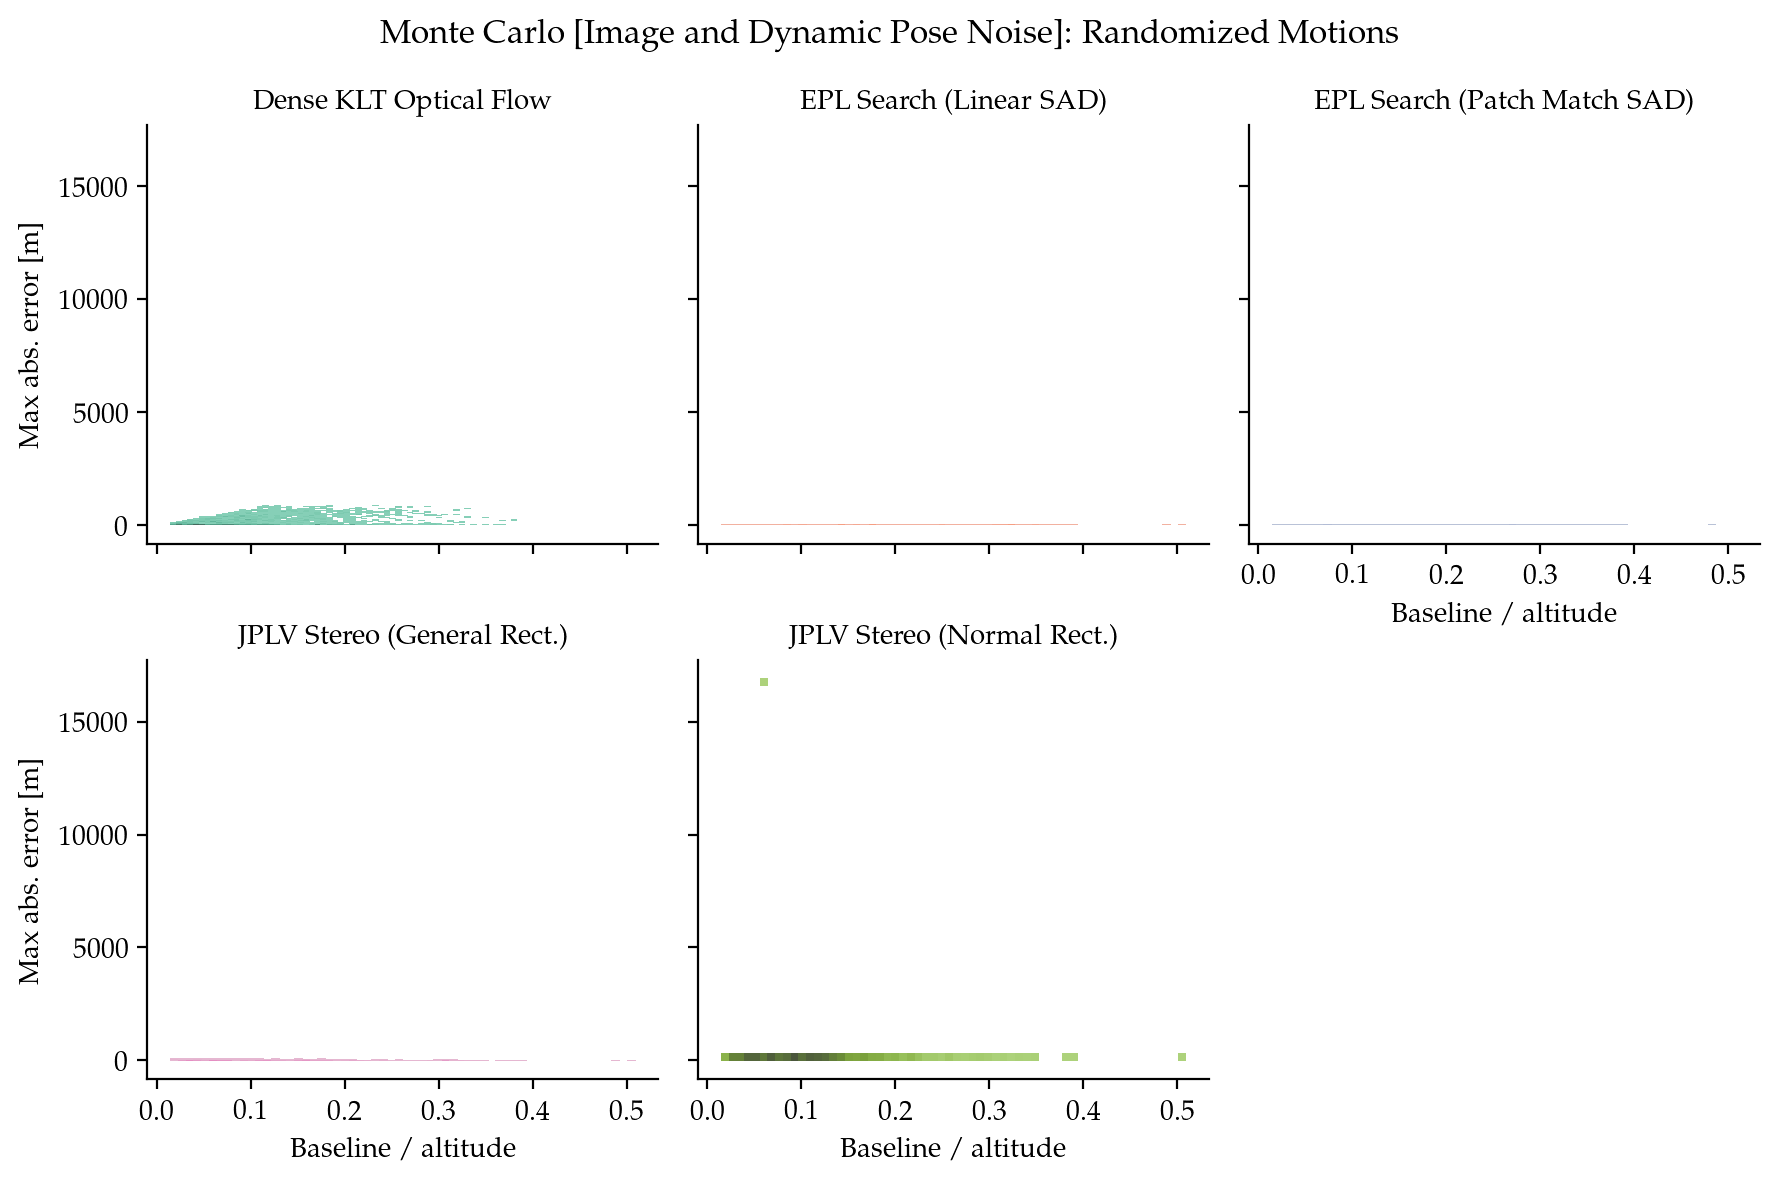 Monte Carlo [Image and Dynamic Pose Noise]: Randomized Motions
Dense KLT Optical Flow
EPL Search (Linear SAD)
EPL Search (Patch Match SAD)
15000
10000
5000
0
Max abs. error [m]
0.0 0.1 0.2 0.3 0.4 0.5
Baseline / altitude
JPLV Stereo (General Rect.)
JPLV Stereo (Normal Rect.)
15000
10000
5000
0
Max abs. error [m]
0.0 0.1 0.2 0.3 0.4 0.5
0.0 0.1 0.2 0.3 0.4 0.5
Baseline / altitude
Baseline / altitude